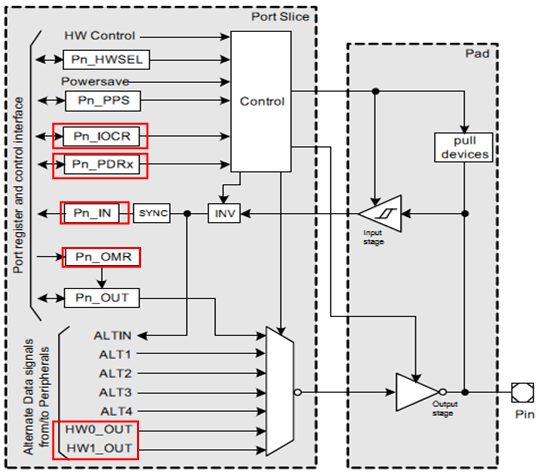 Port Slice
Pad
Port register and control interface
HW Control
Pn_HWSEL
Powersave
Pn_PPS
Pn_IOCR
Pn_PDRx
Control
pull
devices
Pn_IN
SYNC
INV
Input
stage
Pn_OMR
Pn_OUT
Alternate Data signals
from/to Peripherals
ALTIN
ALT1
ALT2
ALT3
ALT4
HW0_OUT
HW1_OUT
Output
stage
Pin